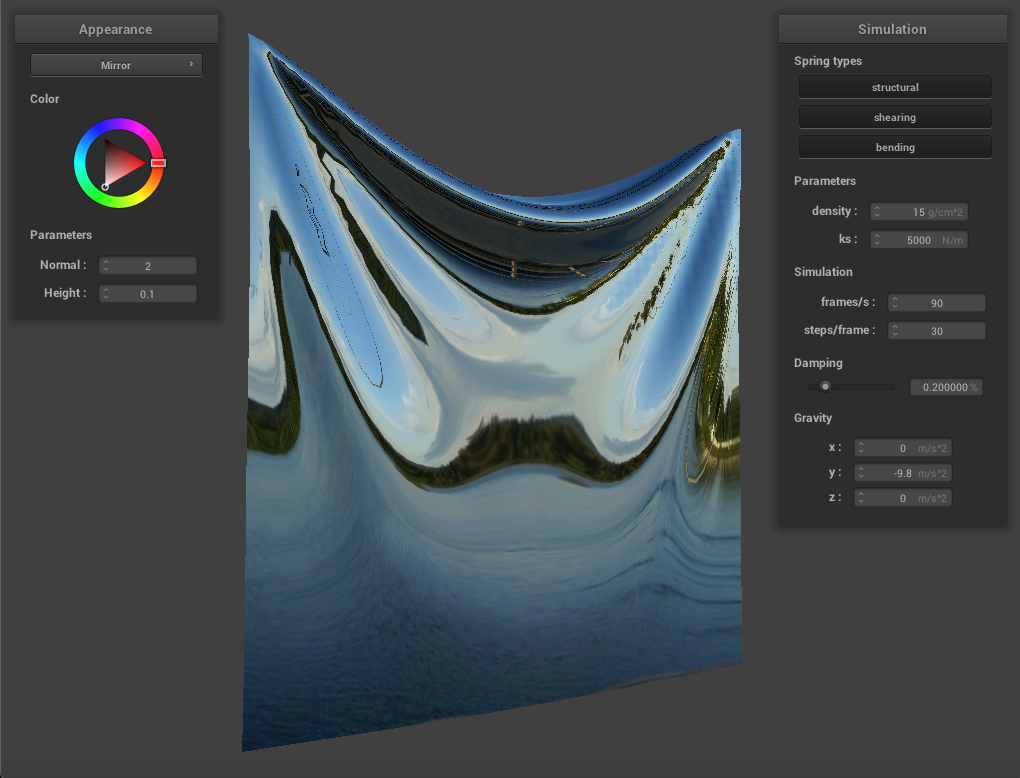 Appearance
Mirror ›
Color
Parameters
Normal : 2
Height : 0.1
Simulation
Spring types
structural
shearing
bending
Parameters
density : 15 g/cm^2
ks : 5000 N/m
Simulation
frames/s : 90
steps/frame : 30
Damping
0.200000 %
Gravity
x : 0 m/s^2
y : -9.8 m/s^2
z : 0 m/s^2